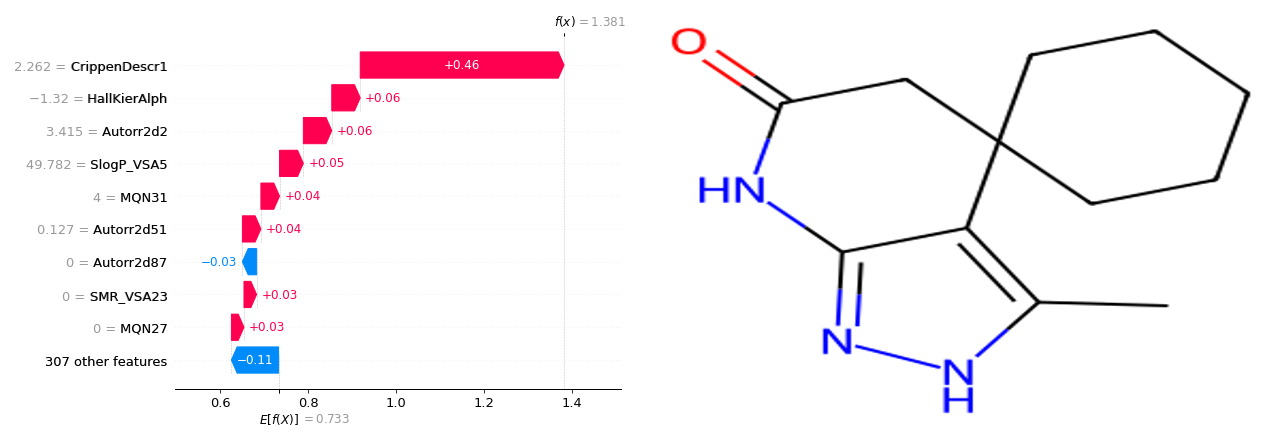 f(x) = 1.381
2.262 = CrippenDescr1
+0.46
−1.32 = HallKierAlph
+0.06
3.415 = Autorr2d2
+0.06
49.782 = SlogP_VSA5
+0.05
4 = MQN31
+0.04
0.127 = Autorr2d51
+0.04
0 = Autorr2d87
−0.03
0 = SMR_VSA23
+0.03
0 = MQN27
+0.03
307 other features
−0.11
0.6 0.8 1.0 1.2 1.4
E[f(X)] = 0.733
O
HN
N
N
H